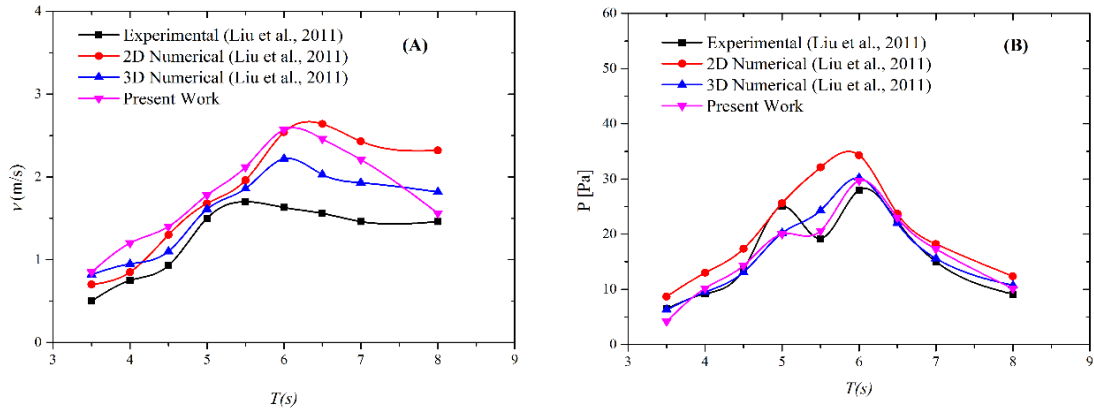 4
3
2
1
0
3
4
5
6
7
8
9
v (m/s)
T(s)
(A)
Experimental (Liu et al., 2011)
2D Numerical (Liu et al., 2011)
3D Numerical (Liu et al., 2011)
Present Work
60
50
40
30
20
10
0
3
4
5
6
7
8
9
P [Pa]
T(s)
(B)
Experimental (Liu et al., 2011)
2D Numerical (Liu et al., 2011)
3D Numerical (Liu et al., 2011)
Present Work